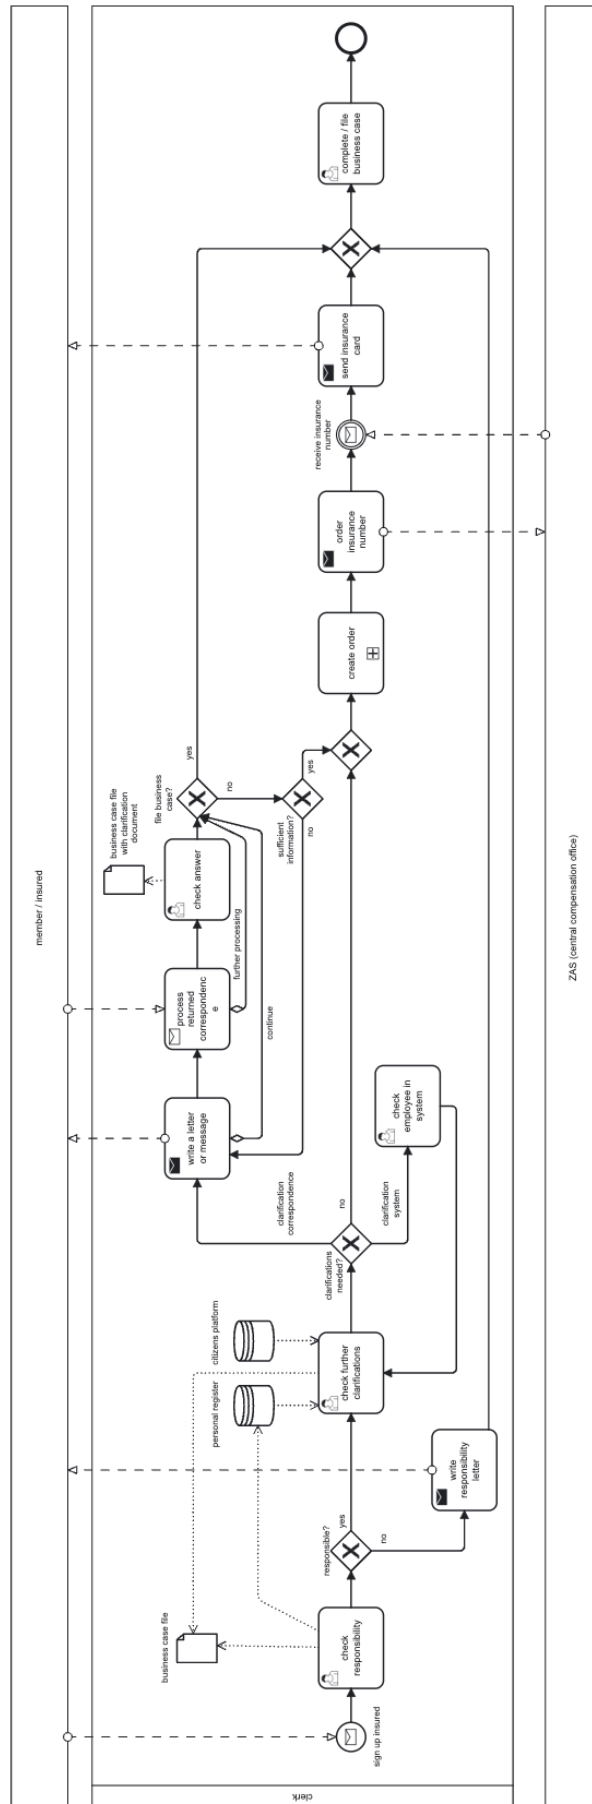 member / insured
clerk
ZAS (central compensation office)
sign up insured
check
responsibility
business case file
responsible?
yes
no
write
responsibility
letter
personal register
citizens platform
check further
clarifications
clarifications
needed?
clarification
correspondence
no
clarification
system
check
employee in
system
write a letter
or message
continue
process
returned
correspondenc
e
further processing
check answer
business case file
with clarification
document
file business
case?
yes
no
sufficient
information?
yes
no
create order
order
insurance
number
receive insurance
number
send insurance
card
complete / file
business case